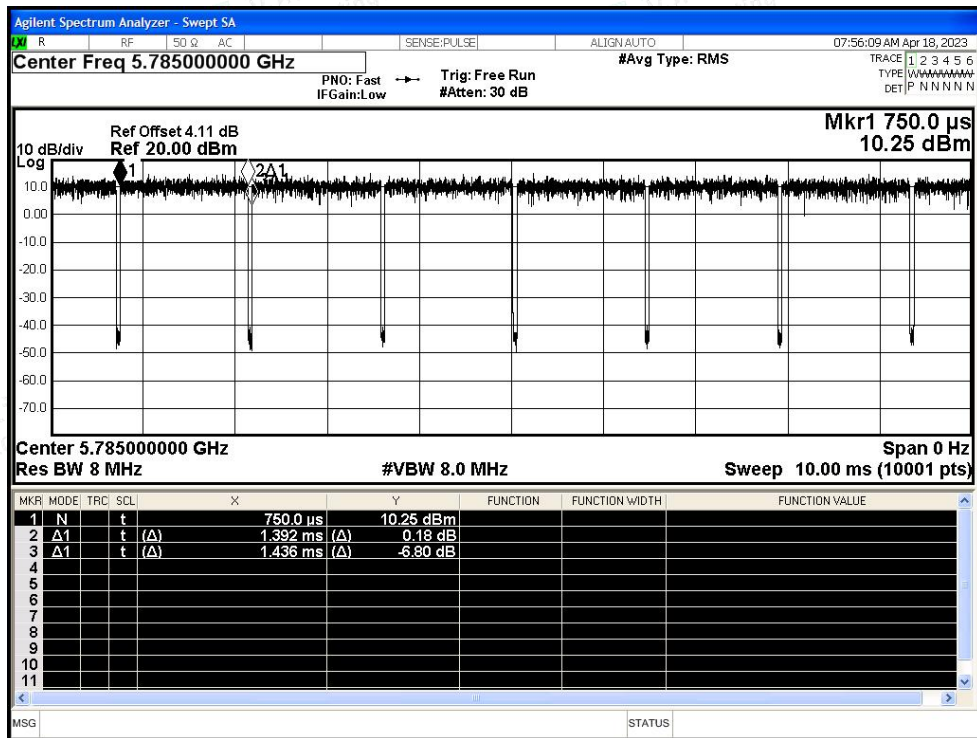 Agilent Spectrum Analyzer - Swept SA
LXI R RF 50 Ω AC SENSE:PULSE ALIGN AUTO 07:56:09 AM Apr 18, 2023
Center Freq 5.785000000 GHz #Avg Type: RMS TRACE 1 2 3 4 5 6
PNO: Fast Trig: Free Run TYPE WWWWWW
IFGain:Low #Atten: 30 dB DET P N N N N N
Mkr1 750.0 µs
Ref Offset 4.11 dB
10 dB/div Ref 20.00 dBm 10.25 dBm
Log
1 2Δ1
10.0
0.00
-10.0
-20.0
-30.0
-40.0
-50.0
-60.0
-70.0
Center 5.785000000 GHz Span 0 Hz
Res BW 8 MHz #VBW 8.0 MHz Sweep 10.00 ms (10001 pts)
MKR MODE TRC SCL X Y FUNCTION FUNCTION WIDTH FUNCTION VALUE
1 N t 750.0 µs 10.25 dBm
2 Δ1 t (Δ) 1.392 ms (Δ) 0.18 dB
3 Δ1 t (Δ) 1.436 ms (Δ) -6.80 dB
4
5
6
7
8
9
10
11
MSG STATUS